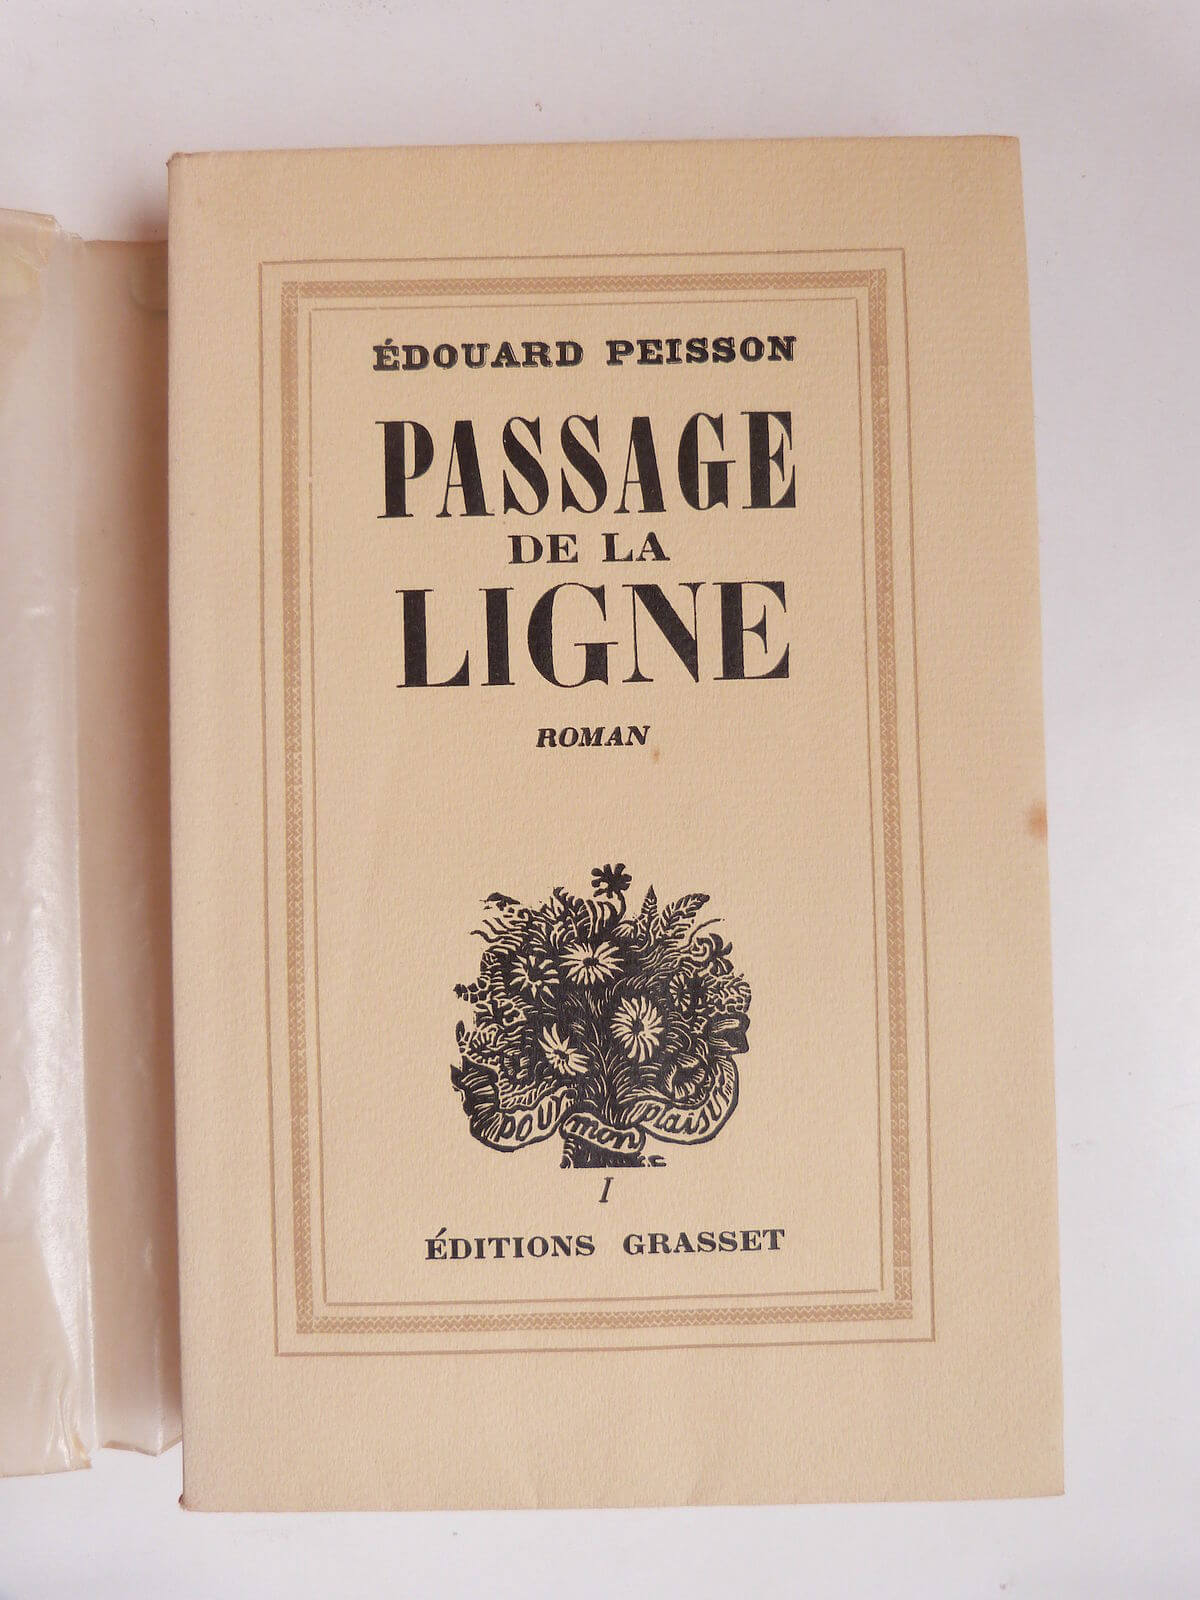 ÉDOUARD PEISSON
PASSAGE
DE LA
LIGNE
ROMAN
pour mon plaisir
I
ÉDITIONS GRASSET